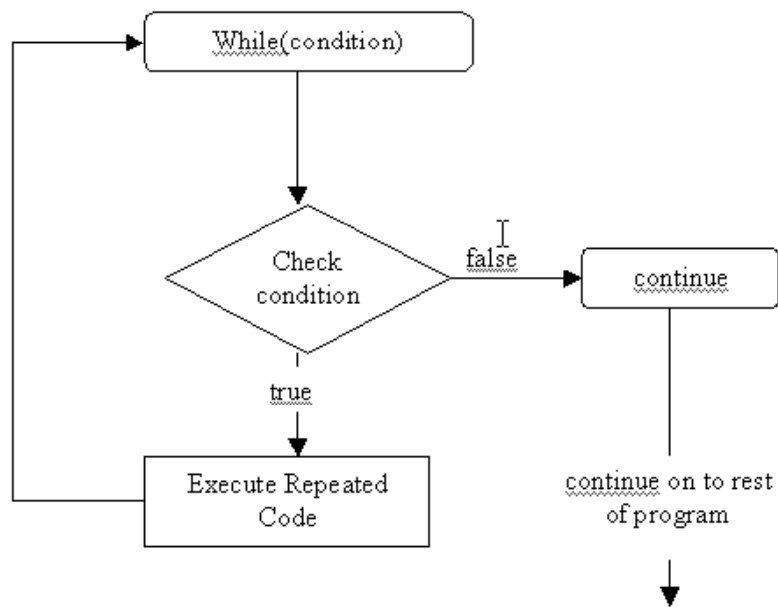 While(condition)
Check
condition
false
continue
true
Execute Repeated
Code
continue on to rest
of program